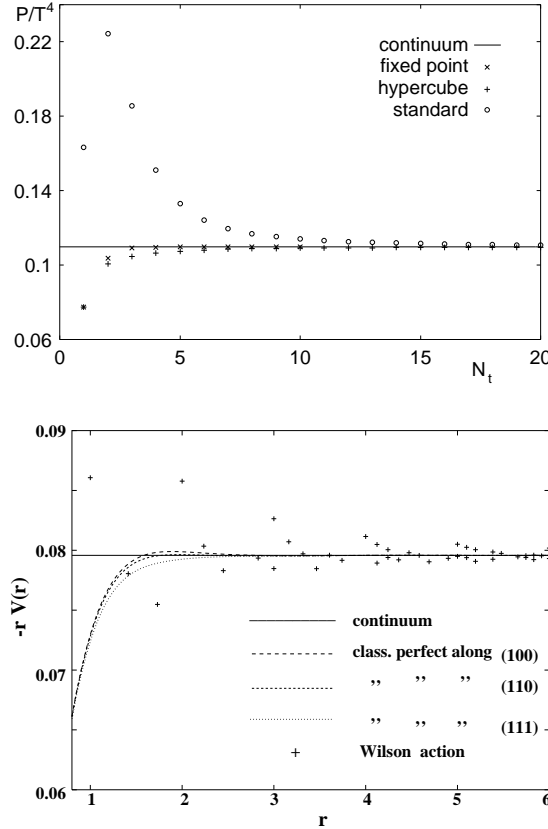 P/T^4
0.22
continuum
fixed point
hypercube
standard
0.18
0.14
0.1
0.06
0 5 10 15 20
N_t
0.09
0.08
-r V(r)
continuum
class. perfect along (100)
” ” ” (110)
0.07
” ” ” (111)
Wilson action
0.06
1 2 3 4 5 6
r